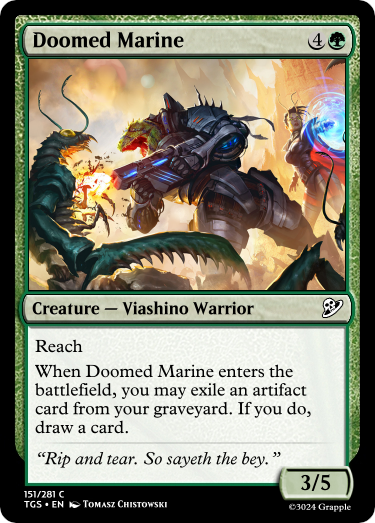 Doomed Marine 4
Creature — Viashino Warrior
Reach
When Doomed Marine enters the
battlefield, you may exile an artifact
card from your graveyard. If you do,
draw a card.
“Rip and tear. So sayeth the bey.”
3/5
151/281 C
TGS • EN Tomasz Chistowski
©3024 Grapple